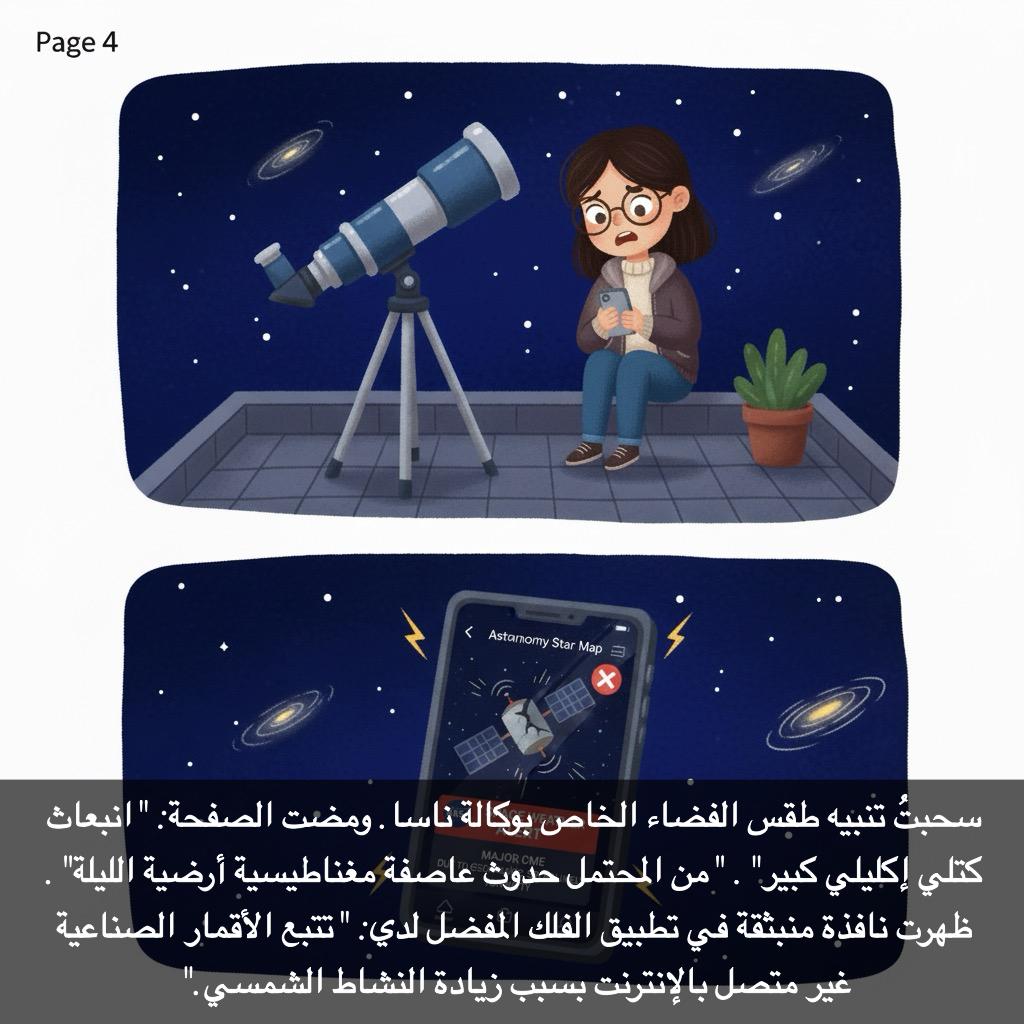 Page 4
Astarnomy Star Map
ALERT
MAJOR CME
سحبتُ تنبيه طقس الفضاء الخاص بوكالة ناسا. ومضت الصفحة: "انبعاث
كتلي إكليلي كبير". "من المحتمل حدوث عاصفة مغناطيسية أرضية الليلة".
ظهرت نافذة منبثقة في تطبيق الفلك المفضل لدي: "تتبع الأقمار الصناعية
غير متصل بالإنترنت بسبب زيادة النشاط الشمسي."